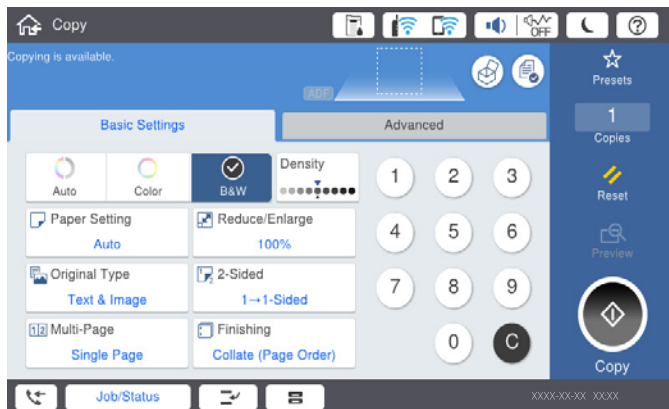 Copy
OFF
Copying is available.
ADF
Presets
Basic Settings
Advanced
1
Copies
Auto
Color
B&W
Density
1
2
3
Reset
Paper Setting
Auto
Reduce/Enlarge
100%
4
5
6
Preview
Original Type
Text & Image
2-Sided
1→1-Sided
7
8
9
1 2
Multi-Page
Single Page
Finishing
Collate (Page Order)
0
C
Copy
Job/Status
XXXX-XX-XX XX:XX